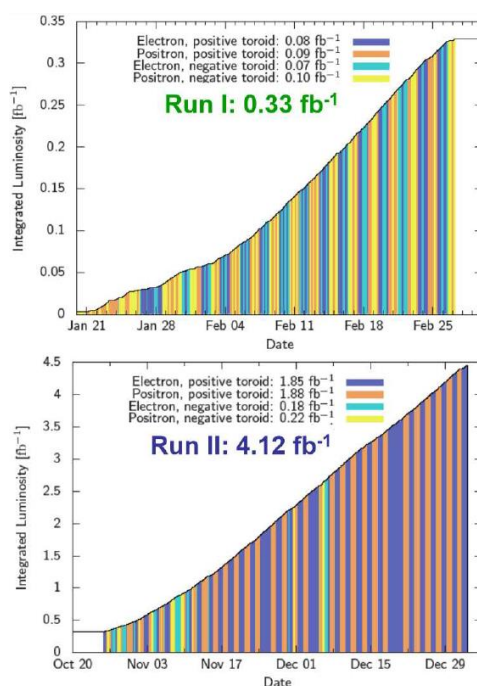 0.35
0.3
0.25
0.2
0.15
0.1
0.05
0
Integrated Luminosity [fb⁻¹]
Electron, positive toroid: 0.08 fb⁻¹
Positron, positive toroid: 0.09 fb⁻¹
Electron, negative toroid: 0.07 fb⁻¹
Positron, negative toroid: 0.10 fb⁻¹
Run I: 0.33 fb⁻¹
Jan 21 Jan 28 Feb 04 Feb 11 Feb 18 Feb 25
Date
4.5
4
3.5
3
2.5
2
1.5
1
0.5
0
Integrated Luminosity [fb⁻¹]
Electron, positive toroid: 1.85 fb⁻¹
Positron, positive toroid: 1.88 fb⁻¹
Electron, negative toroid: 0.18 fb⁻¹
Positron, negative toroid: 0.22 fb⁻¹
Run II: 4.12 fb⁻¹
Oct 20 Nov 03 Nov 17 Dec 01 Dec 15 Dec 29
Date